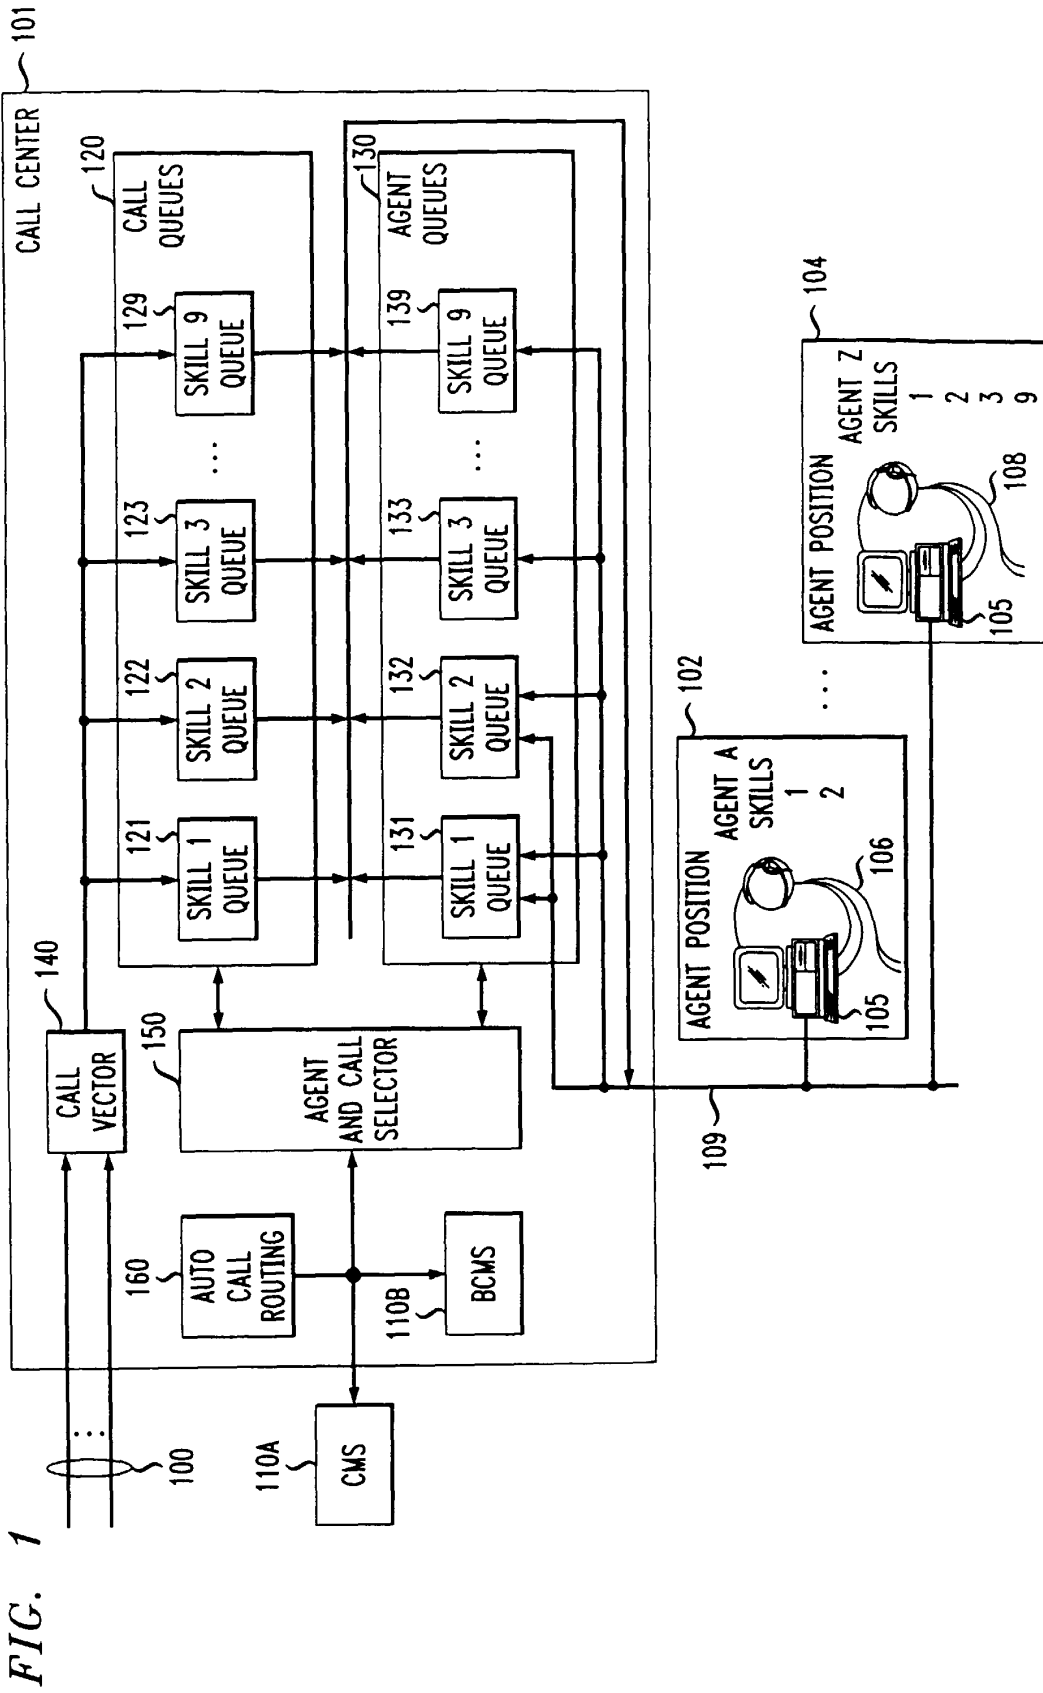 FIG. 1
101
CALL CENTER
100
140
CALL
VECTOR
120
CALL
QUEUES
121
SKILL 1
QUEUE
122
SKILL 2
QUEUE
123
SKILL 3
QUEUE
...
129
SKILL 9
QUEUE
130
AGENT
QUEUES
131
SKILL 1
QUEUE
132
SKILL 2
QUEUE
133
SKILL 3
QUEUE
...
139
SKILL 9
QUEUE
150
AGENT
AND CALL
SELECTOR
160
AUTO
CALL
ROUTING
110A
CMS
110B
BCMS
109
102
AGENT POSITION
AGENT A
SKILLS
1
2
105
106
...
104
AGENT POSITION
AGENT Z
SKILLS
1
2
3
9
105
108